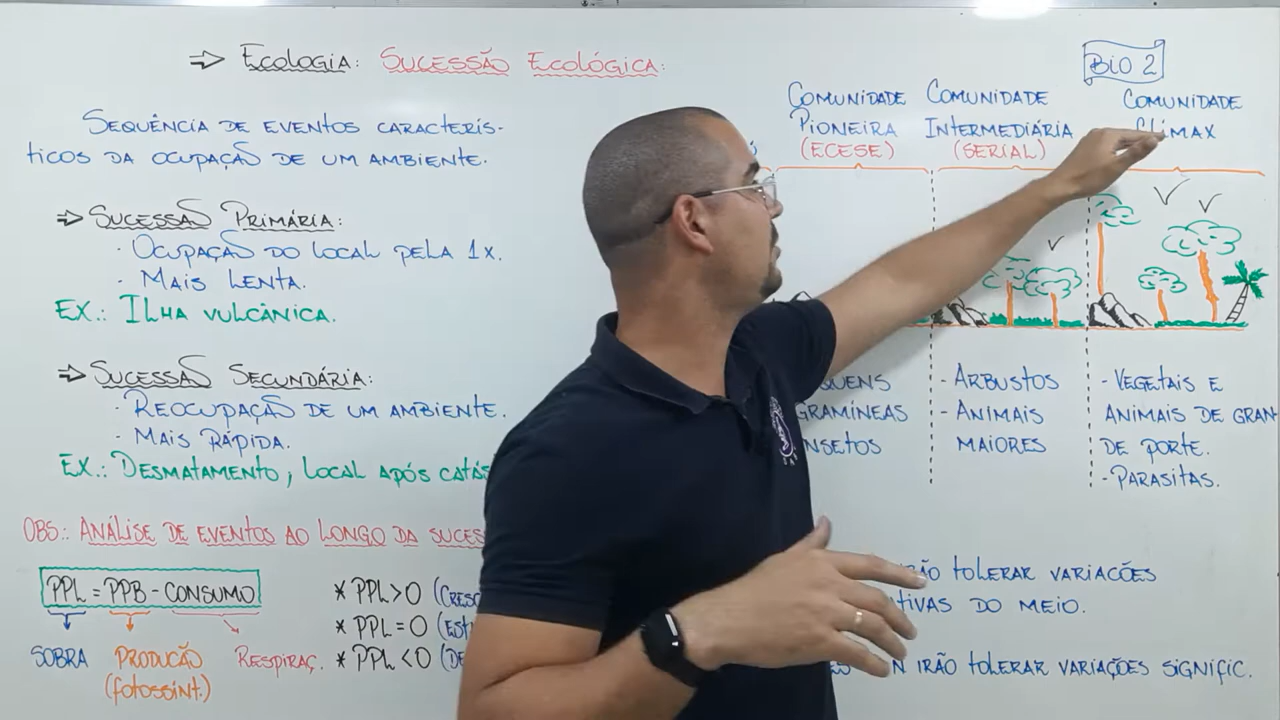 ⇒ Ecologia: Sucessão Ecológica:
BIO 2
Sequência de eventos caracterís-
ticos da ocupação de um ambiente.
⇒ Sucessão Primária:
· Ocupação do local pela 1x.
· Mais lenta.
Ex.: Ilha vulcânica.
⇒ Sucessão Secundária:
· Reocupação de um ambiente.
· Mais rápida.
Ex.: Desmatamento, local após catás
Obs.: Análise de eventos ao longo da suces
PPL = PPB - Consumo
Sobra
Produção
(fotossínt.)
Respiraç.
* PPL > 0 (Cresc
* PPL = 0 (Est
* PPL < 0 (De
Comunidade
Pioneira
(Ecese)
Comunidade
Intermediária
(Serial)
Comunidade
Clímax
quens
gramíneas
nsetos
- Arbustos
- Animais
maiores
- Vegetais e
animais de gran
de porte.
- Parasitas.
rão tolerar variações
tivas do meio.
ñ irão tolerar variações signific.